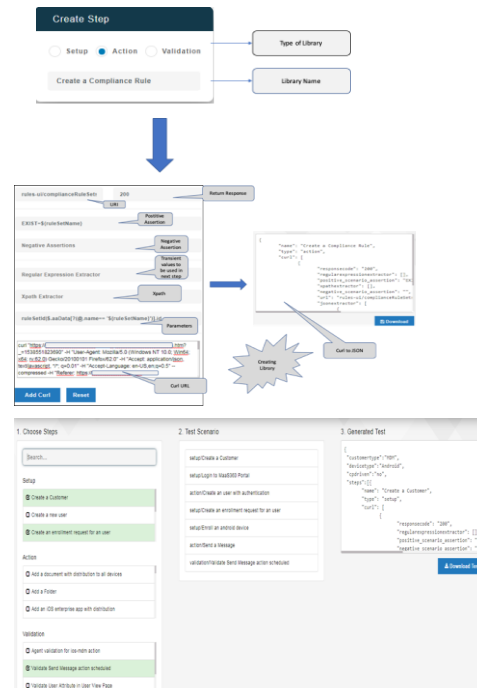 Create Step
Setup Action Validation
Create a Compliance Rule
Type of Library
Library Name
rules-ui/complianceRuleSet 200
Return Response
URI
EXIST=$(ruleSetName)
Positive Assertion
Negative Assertions
Negative Assertion
Transient values to be used in next step
Regular Expression Extractor
Xpath Extractor
Xpath
Parameters
Curl URL
Add Curl Reset
{
"name": "Create a Compliance Rule",
"type": "action",
"curl": [
{
"responsecode": "200",
"regularexpressionextractor": [],
"xpathextractor": [],
"negative_scenario_assertion": "",
Download
Curl to JSON
Creating Library
1. Choose Steps
Search...
Setup
Create a Customer
Create a new user
Create an enrollment request for an user
Action
Add a document with distribution to all devices
Add a Folder
Add an iOS enterprise app with distribution
Validation
Agent validation for ios-mdm action
Validate Send Message action scheduled
Validate User Attribute in User View Page
2. Test Scenario
setup/Create a Customer
setup/Login to MaaS360 Portal
action/Create an user with authentication
setup/Create an enrollment request for an user
setup/Enroll an android device
action/Send a Message
validation/Validate Send Message action scheduled
3. Generated Test
{
"customertype":"MDM",
"devicetype":"Android",
"steps":[{
"name": "Create a Customer",
"type": "setup",
"curl": [
{
"responsecode": "200",
"regularexpressionextractor": []
"positive_scenario_assertion": "
"negative_scenario_assertion": "
Download Tes